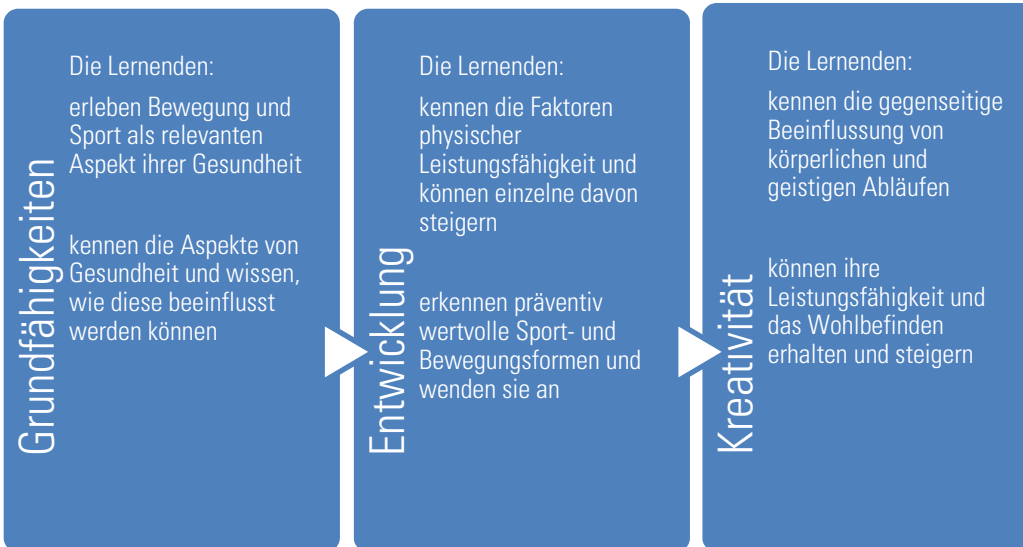 Grundfähigkeiten
Die Lernenden:
erleben Bewegung und
Sport als relevanten
Aspekt ihrer Gesundheit
kennen die Aspekte von
Gesundheit und wissen,
wie diese beeinflusst
werden können
Entwicklung
Die Lernenden:
kennen die Faktoren
physischer
Leistungsfähigkeit und
können einzelne davon
steigern
erkennen präventiv
wertvolle Sport- und
Bewegungsformen und
wenden sie an
Kreativität
Die Lernenden:
kennen die gegenseitige
Beeinflussung von
körperlichen und
geistigen Abläufen
können ihre
Leistungsfähigkeit und
das Wohlbefinden
erhalten und steigern